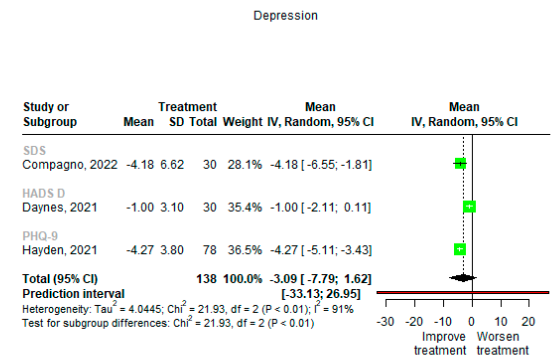 Depression
Study or Treatment Mean Mean
Subgroup Mean SD Total Weight IV, Random, 95% CI IV, Random, 95% CI
SDS
Compagno, 2022 -4.18 6.62 30 28.1% -4.18 [-6.55; -1.81]
HADS D
Daynes, 2021 -1.00 3.10 30 35.4% -1.00 [-2.11; 0.11]
PHQ-9
Hayden, 2021 -4.27 3.80 78 36.5% -4.27 [-5.11; -3.43]
Total (95% CI) 138 100.0% -3.09 [-7.79; 1.62]
Prediction interval [-33.13; 26.95]
Heterogeneity: Tau² = 4.0445; Chi² = 21.93, df = 2 (P < 0.01); I² = 91%
Test for subgroup differences: Chi² = 21.93, df = 2 (P < 0.01)
-30 -20 -10 0 10 20
Improve Worsen
treatment treatment